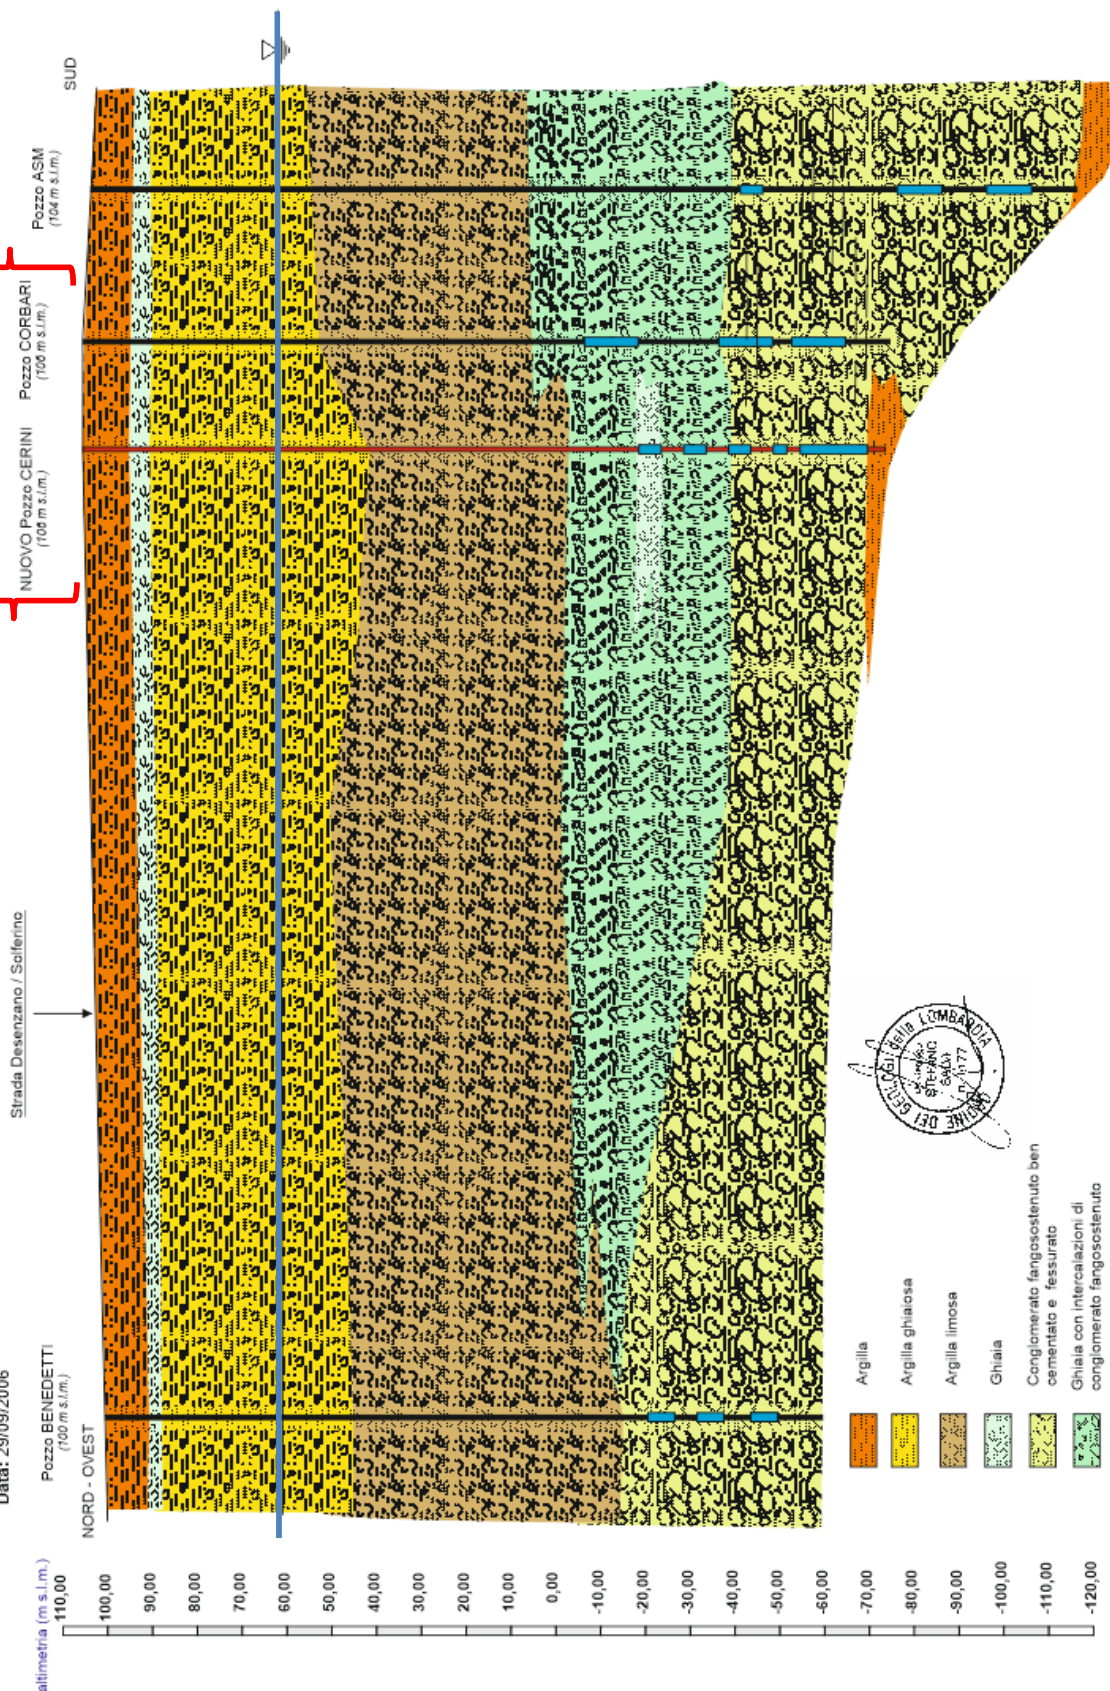 Data: 29/09/2006
Strada Desenzano / Solferino
Pozzo BENEDETTI
(100 m s.l.m.)
NUOVO Pozzo CERINI
(106 m s.l.m.)
Pozzo CORBARI
(106 m s.l.m.)
Pozzo ASM
(104 m s.l.m.)
NORD - OVEST
SUD
altimetria (m s.l.m.)
110,00
100,00
90,00
80,00
70,00
60,00
50,00
40,00
30,00
20,00
10,00
0,00
-10,00
-20,00
-30,00
-40,00
-50,00
-60,00
-70,00
-80,00
-90,00
-100,00
-110,00
-120,00
Argilla
Argilla ghiaiosa
Argilla limosa
Ghiaia
Conglomerato fangosostenuto ben
cementato e fessurato
Ghiaia con intercalazioni di
conglomerato fangosostenuto
ORDINE DEI GEOLOGI della LOMBARDIA